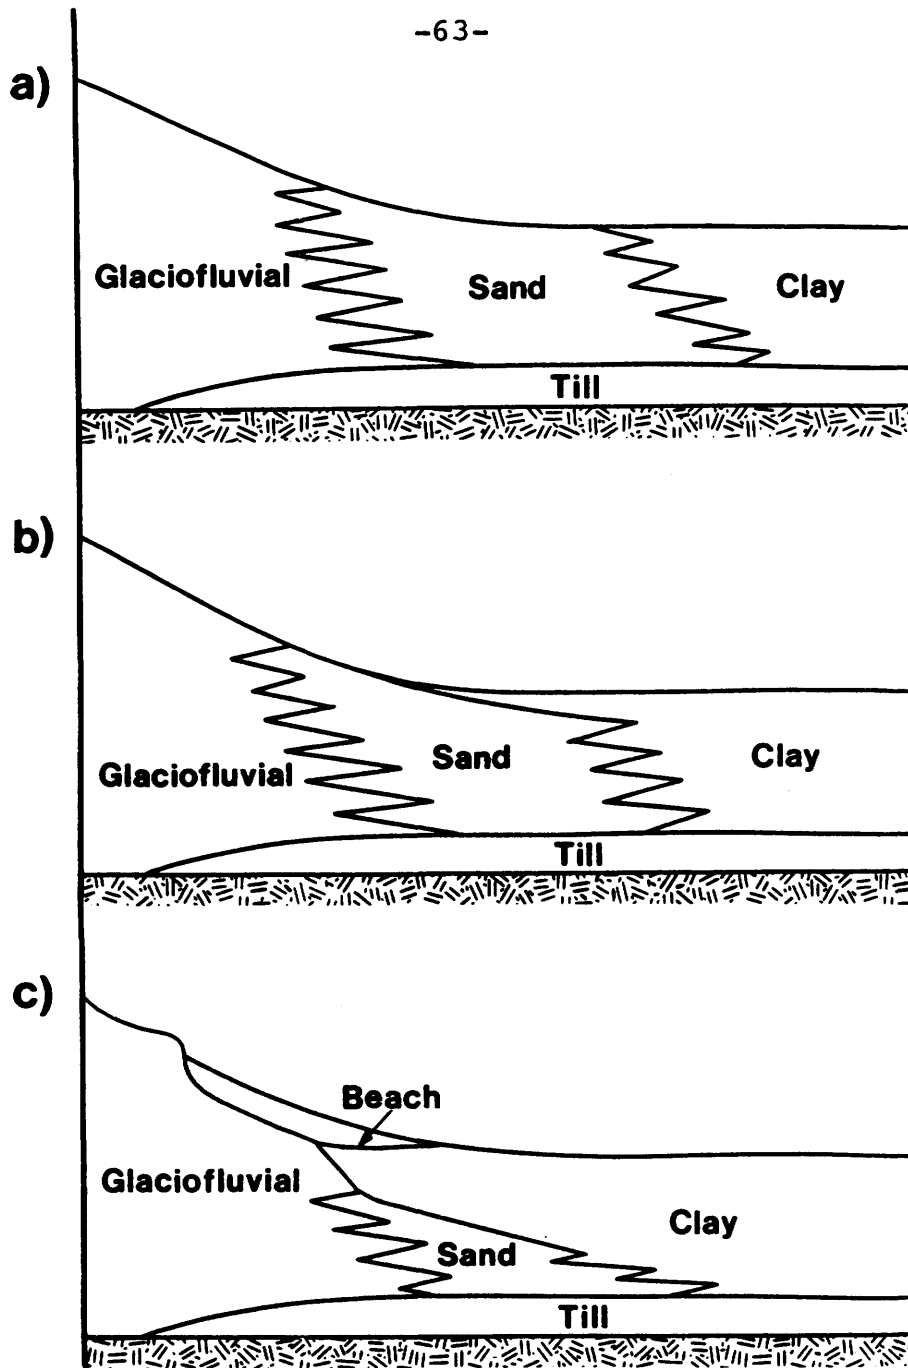 -63-
a)
Glaciofluvial
Sand
Clay
Till
b)
Glaciofluvial
Sand
Clay
Till
c)
Beach
Glaciofluvial
Clay
Sand
Till